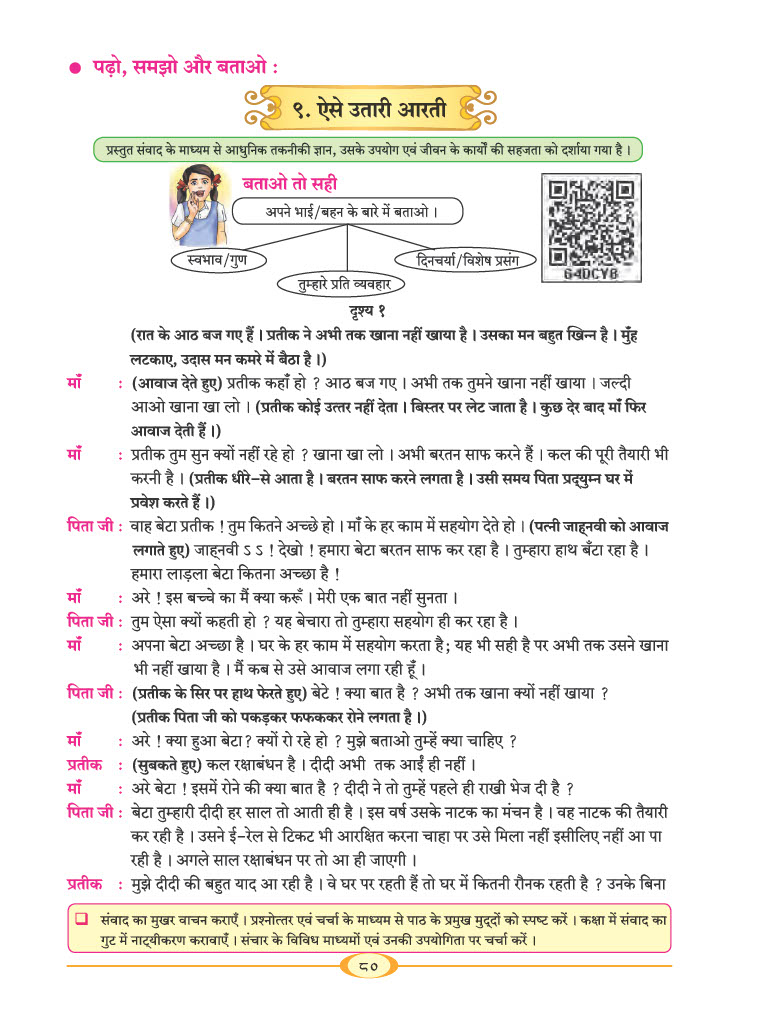 ● पढ़ो, समझो और बताओ :
९. ऐसे उतारी आरती
प्रस्तुत संवाद के माध्यम से आधुनिक तकनीकी ज्ञान, उसके उपयोग एवं जीवन के कार्यों की सहजता को दर्शाया गया है ।
बताओ तो सही
अपने भाई/बहन के बारे में बताओ ।
स्वभाव/गुण
तुम्हारे प्रति व्यवहार
दिनचर्या/विशेष प्रसंग
G4DCY8
दृश्य १
(रात के आठ बज गए हैं । प्रतीक ने अभी तक खाना नहीं खाया है । उसका मन बहुत खिन्न है । मुँह
लटकाए, उदास मन कमरे में बैठा है ।)
माँ : (आवाज देते हुए) प्रतीक कहाँ हो ? आठ बज गए । अभी तक तुमने खाना नहीं खाया । जल्दी
आओ खाना खा लो । (प्रतीक कोई उत्तर नहीं देता । बिस्तर पर लेट जाता है । कुछ देर बाद माँ फिर
आवाज देती हैं ।)
माँ : प्रतीक तुम सुन क्यों नहीं रहे हो ? खाना खा लो । अभी बरतन साफ करने हैं । कल की पूरी तैयारी भी
करनी है । (प्रतीक धीरे-से आता है । बरतन साफ करने लगता है । उसी समय पिता प्रद्युम्न घर में
प्रवेश करते हैं ।)
पिता जी : वाह बेटा प्रतीक ! तुम कितने अच्छे हो । माँ के हर काम में सहयोग देते हो । (पत्नी जाह्नवी को आवाज
लगाते हुए) जाह्नवी ऽ ऽ ! देखो ! हमारा बेटा बरतन साफ कर रहा है । तुम्हारा हाथ बँटा रहा है ।
हमारा लाड़ला बेटा कितना अच्छा है !
माँ : अरे ! इस बच्चे का मैं क्या करूँ । मेरी एक बात नहीं सुनता ।
पिता जी : तुम ऐसा क्यों कहती हो ? यह बेचारा तो तुम्हारा सहयोग ही कर रहा है ।
माँ : अपना बेटा अच्छा है । घर के हर काम में सहयोग करता है; यह भी सही है पर अभी तक उसने खाना
भी नहीं खाया है । मैं कब से उसे आवाज लगा रही हूँ ।
पिता जी : (प्रतीक के सिर पर हाथ फेरते हुए) बेटे ! क्या बात है ? अभी तक खाना क्यों नहीं खाया ?
(प्रतीक पिता जी को पकड़कर फफककर रोने लगता है ।)
माँ : अरे ! क्या हुआ बेटा? क्यों रो रहे हो ? मुझे बताओ तुम्हें क्या चाहिए ?
प्रतीक : (सुबकते हुए) कल रक्षाबंधन है । दीदी अभी तक आईं ही नहीं ।
माँ : अरे बेटा ! इसमें रोने की क्या बात है ? दीदी ने तो तुम्हें पहले ही राखी भेज दी है ?
पिता जी : बेटा तुम्हारी दीदी हर साल तो आती ही है । इस वर्ष उसके नाटक का मंचन है । वह नाटक की तैयारी
कर रही है । उसने ई-रेल से टिकट भी आरक्षित करना चाहा पर उसे मिला नहीं इसीलिए नहीं आ पा
रही है । अगले साल रक्षाबंधन पर तो आ ही जाएगी ।
प्रतीक : मुझे दीदी की बहुत याद आ रही है । वे घर पर रहती हैं तो घर में कितनी रौनक रहती है ? उनके बिना
❑ संवाद का मुखर वाचन कराएँ । प्रश्नोत्तर एवं चर्चा के माध्यम से पाठ के प्रमुख मुद्दों को स्पष्ट करें । कक्षा में संवाद का
गुट में नाट्यीकरण करावाएँ । संचार के विविध माध्यमों एवं उनकी उपयोगिता पर चर्चा करें ।
८०